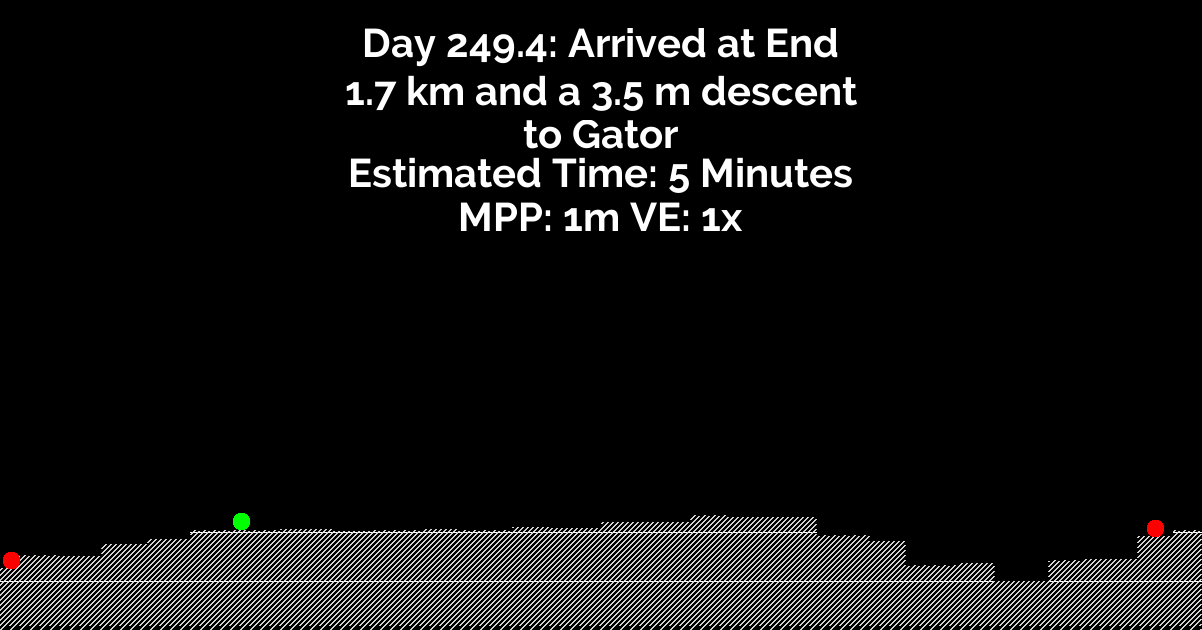 Day 249.4: Arrived at End
1.7 km and a 3.5 m descent
to Gator
Estimated Time: 5 Minutes
MPP: 1m VE: 1x